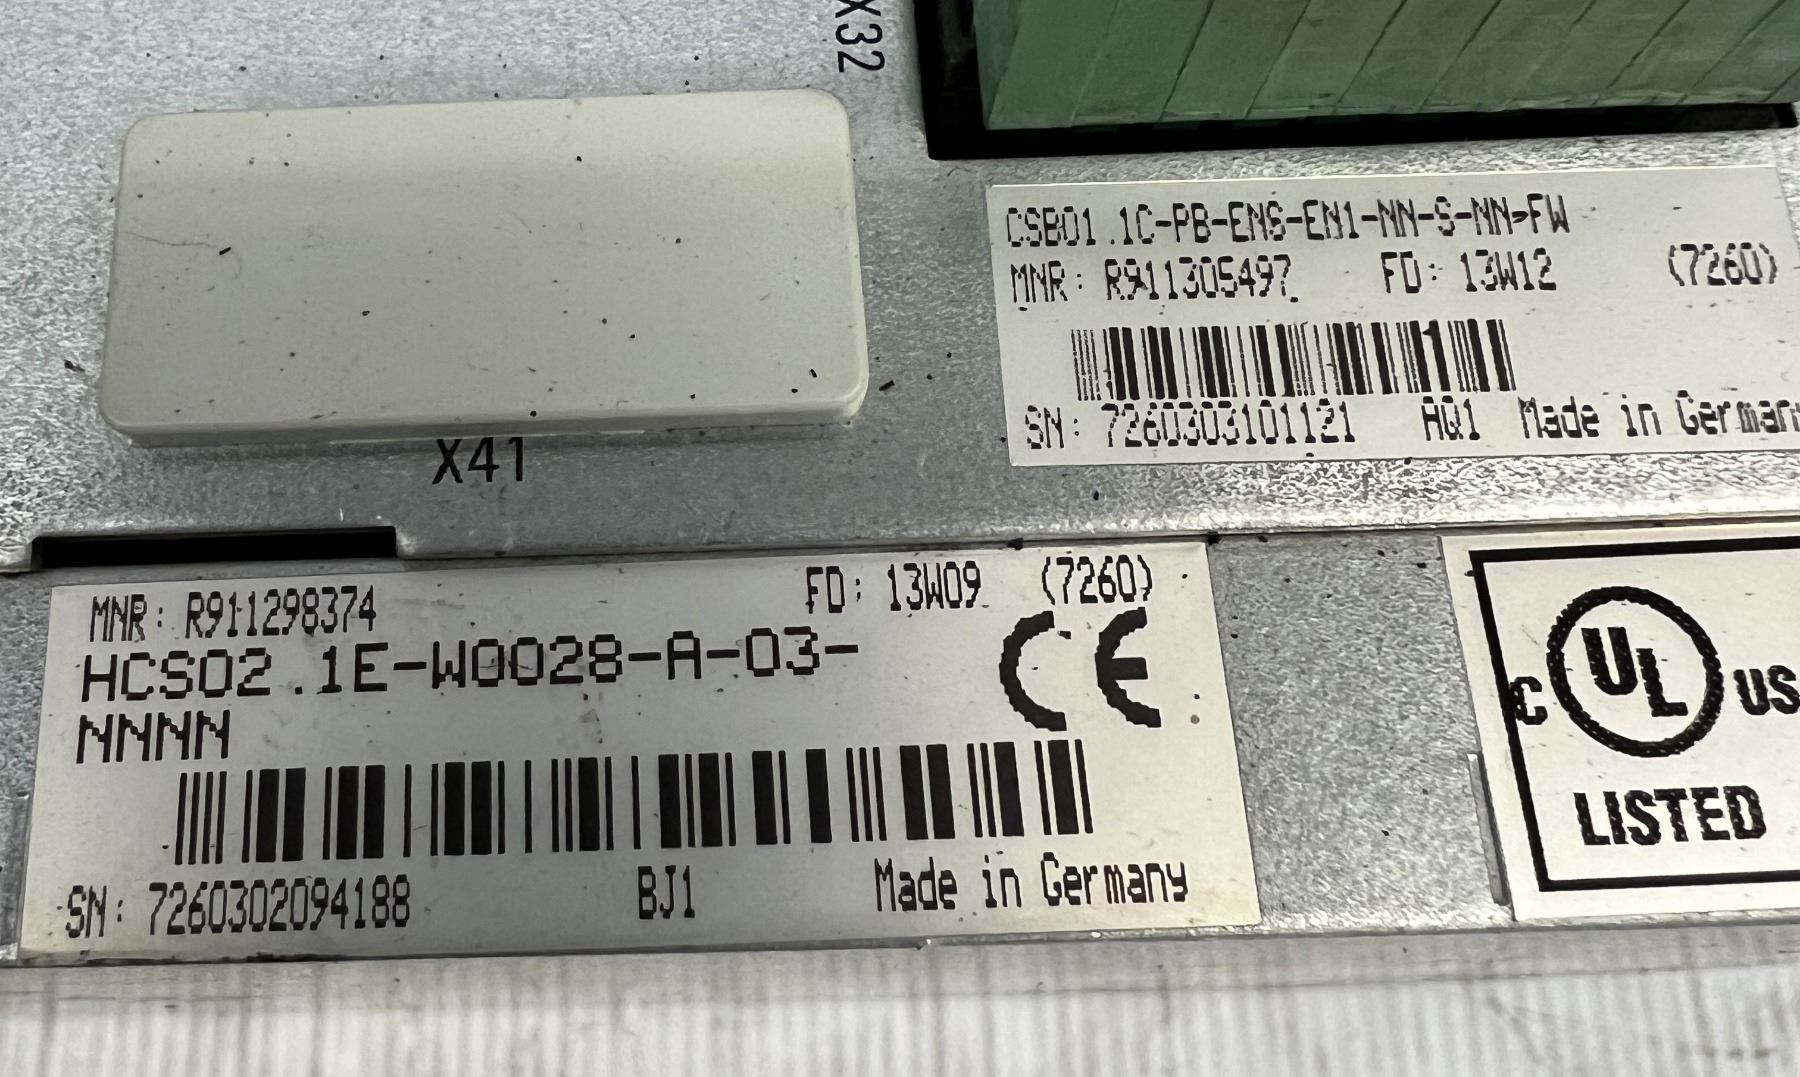 X32
CSB01.1C-PB-ENS-EN1-NN-S-NN-FW
MNR: R911305497 FD: 13W12 (7260)
SN: 7260303101121 AQ1 Made in German
X41
MNR: R911298374 FD: 13W09 (7260)
HCS02.1E-W0028-A-03-
NNNN
CE
SN: 7260302094188 BJ1 Made in Germany
C UL US
LISTED